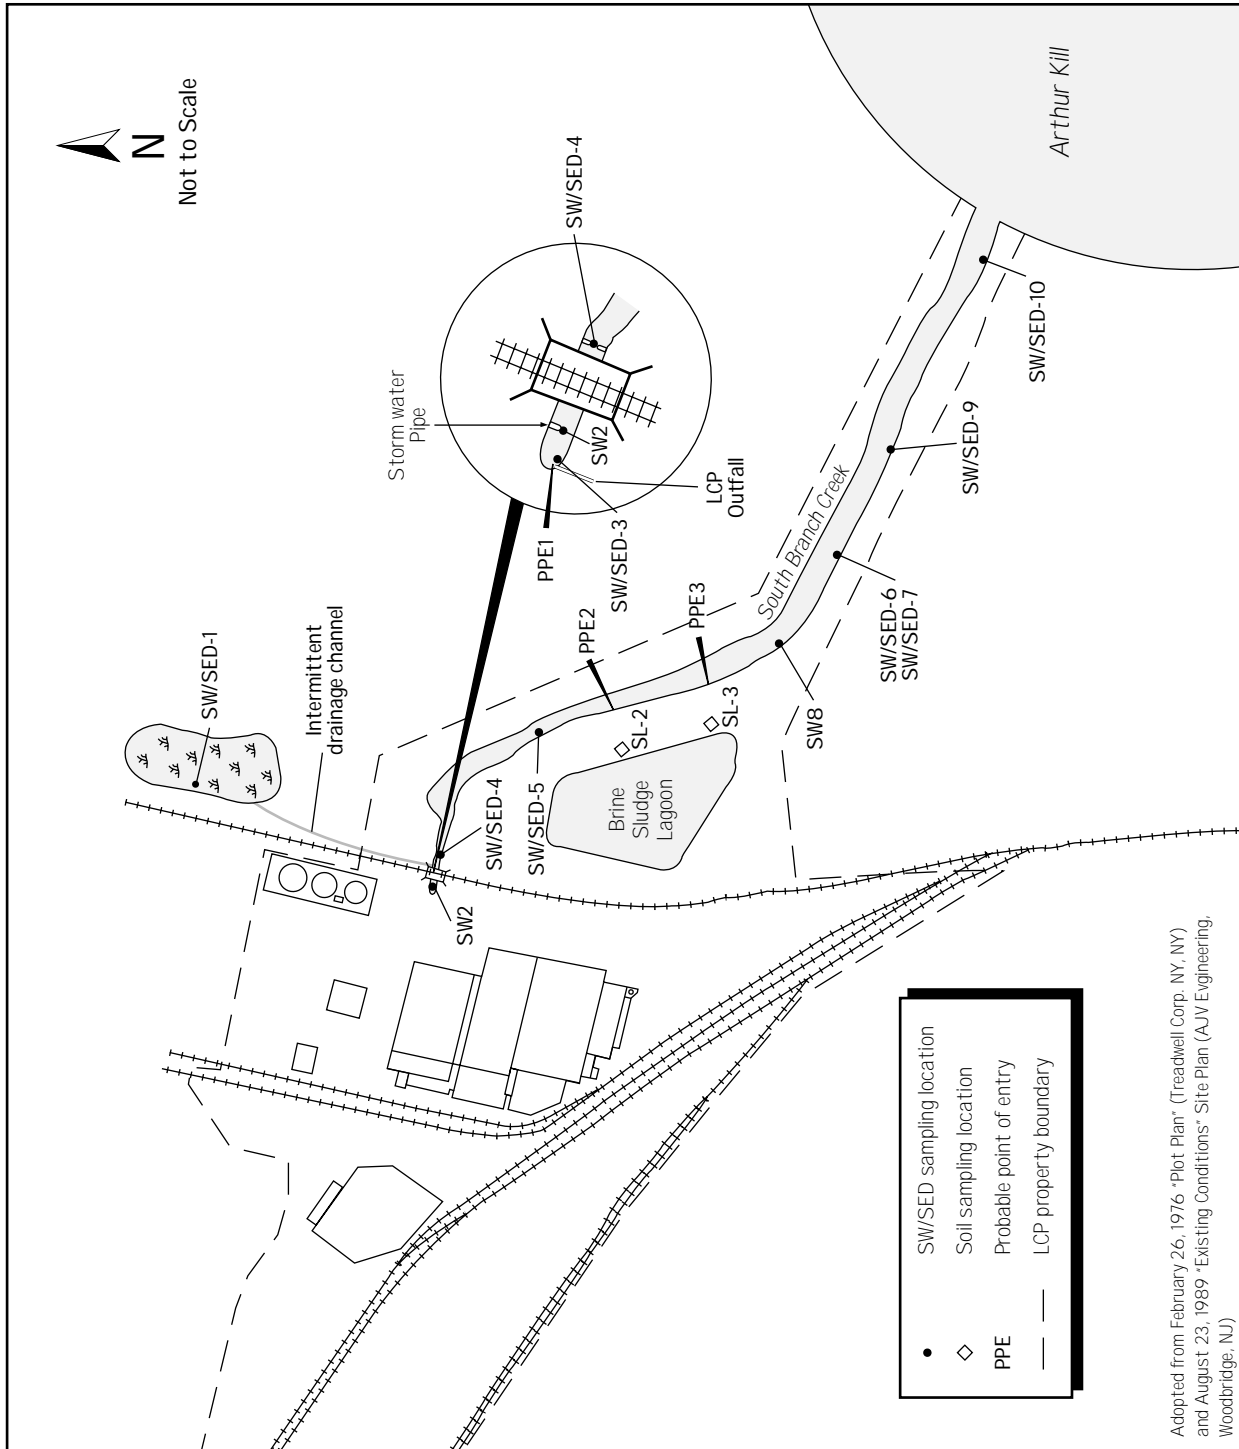 N
Not to Scale
Arthur Kill
SW/SED-4
Storm water
Pipe
SW2
LCP
Outfall
PPE1
SW/SED-3
SW/SED-1
Intermittent
drainage channel
PPE2
PPE3
South Branch Creek
SW/SED-10
SW/SED-9
SW/SED-6
SW/SED-7
SW8
SL-2
SL-3
Brine
Sludge
Lagoon
SW/SED-4
SW/SED-5
SW2
SW/SED sampling location
Soil sampling location
PPE Probable point of entry
LCP property boundary
Adopted from February 26, 1976 "Plot Plan" (Treadwell Corp. NY, NY)
and August 23, 1989 "Existing Conditions" Site Plan (AJV Evgineering,
Woodbridge, NJ)